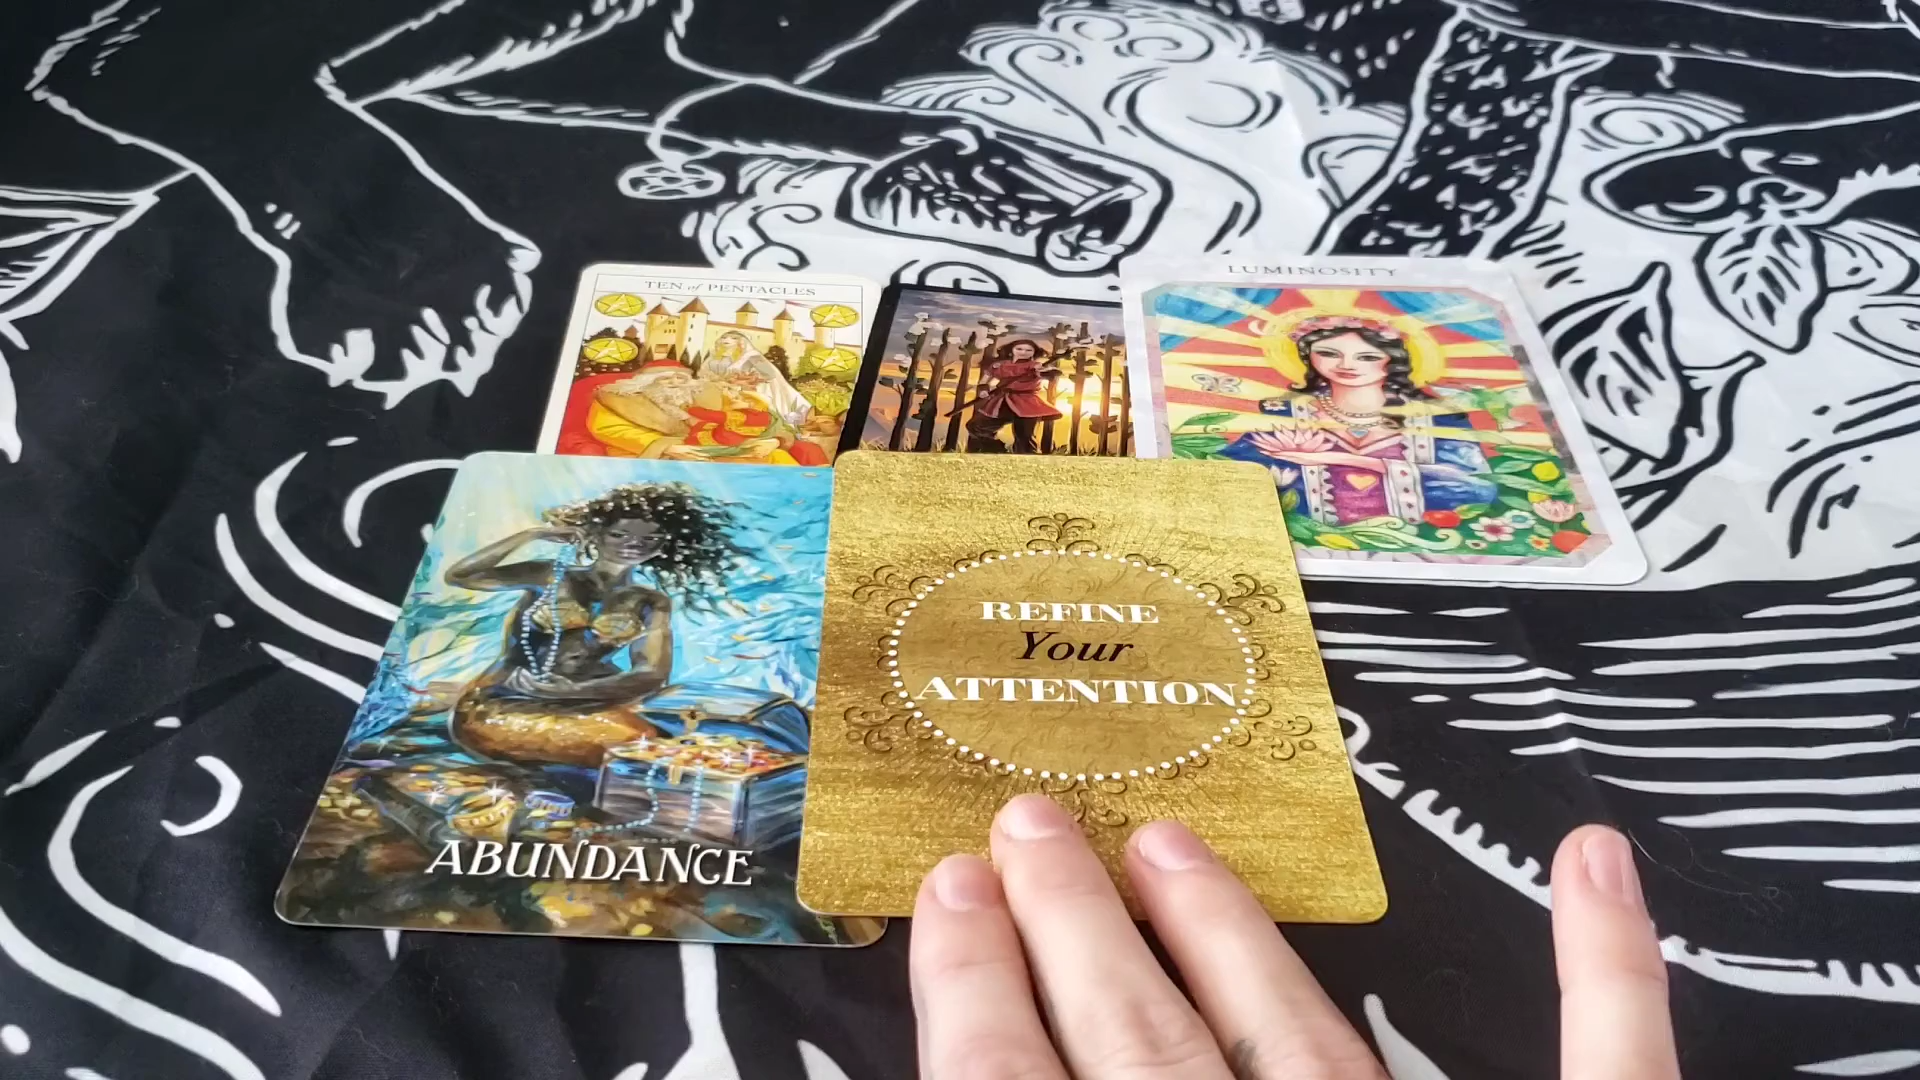 TEN of PENTACLES
LUMINOSITY
ABUNDANCE
REFINE
Your
ATTENTION